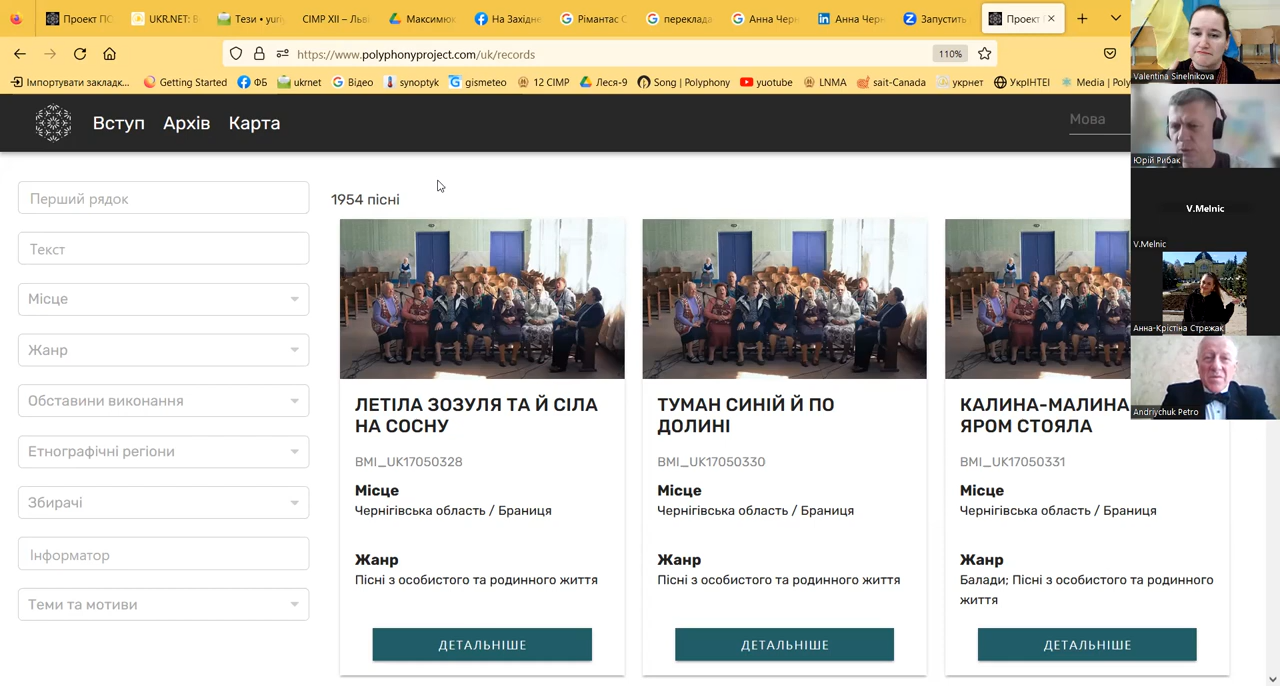 Проект ПО
UKR.NET: В
Тези • yuriy
CIMP XII – Льві
Максимюк
На Західне
Рімантас С
переклада
Анна Черн
Анна Черн
Запустить
Проект
https://www.polyphonyproject.com/uk/records
110%
Імпортувати закладк...
Getting Started
ФБ
ukrnet
Відео
synoptyk
gismeteo
12 CIMP
Леся-9
Song | Polyphony
yuotube
LNMA
sait-Canada
укрнет
УкрІНТЕІ
Media | Poly
Вступ
Архів
Карта
Мова
Перший рядок
Текст
Місце
Жанр
Обставини виконання
Етнографічні регіони
Збирачі
Інформатор
Теми та мотиви
1954 пісні
ЛЕТІЛА ЗОЗУЛЯ ТА Й СІЛА
НА СОСНУ
BMI_UK17050328
Місце
Чернігівська область / Браниця
Жанр
Пісні з особистого та родинного життя
ДЕТАЛЬНІШЕ
ТУМАН СИНІЙ Й ПО
ДОЛИНІ
BMI_UK17050330
Місце
Чернігівська область / Браниця
Жанр
Пісні з особистого та родинного життя
ДЕТАЛЬНІШЕ
КАЛИНА-МАЛИНА
ЯРОМ СТОЯЛА
BMI_UK17050331
Місце
Чернігівська область / Браниця
Жанр
Балади; Пісні з особистого та родинного
життя
ДЕТАЛЬНІШЕ
Valentina Sinelnikova
Юрій Рибак
V.Melnic
V.Melnic
Анна-Крістіна Стрежак
Andriychuk Petro